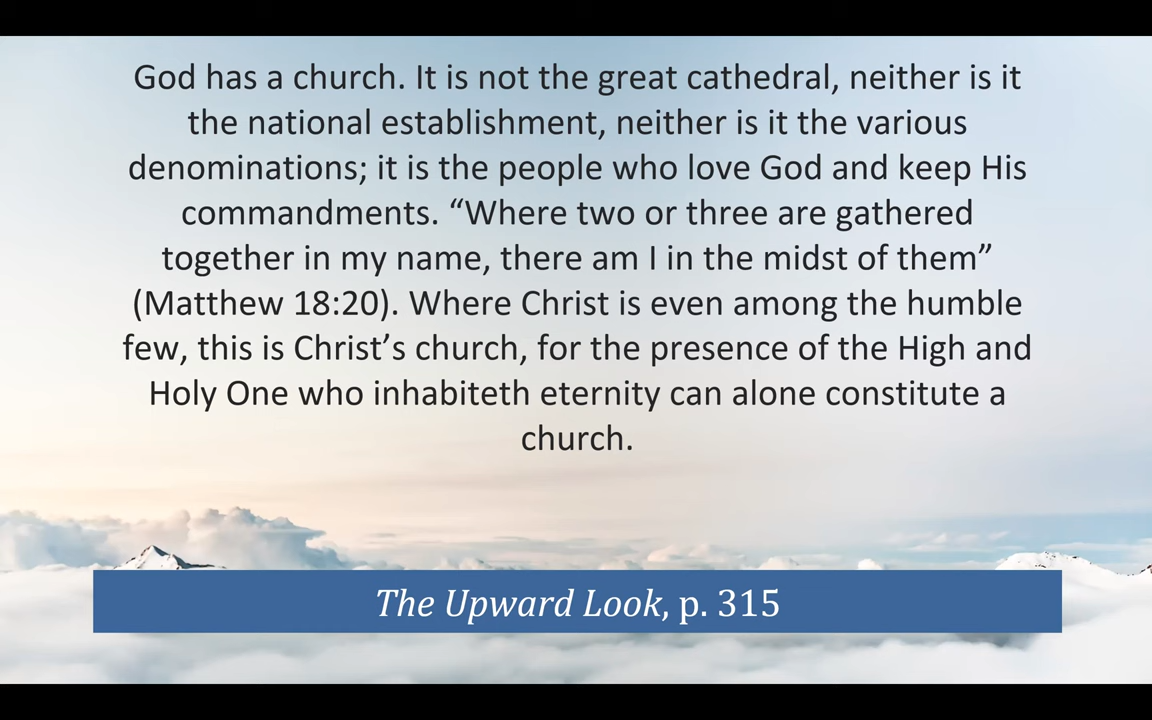 God has a church. It is not the great cathedral, neither is it
the national establishment, neither is it the various
denominations; it is the people who love God and keep His
commandments. “Where two or three are gathered
together in my name, there am I in the midst of them”
(Matthew 18:20). Where Christ is even among the humble
few, this is Christ’s church, for the presence of the High and
Holy One who inhabiteth eternity can alone constitute a
church.
The Upward Look, p. 315